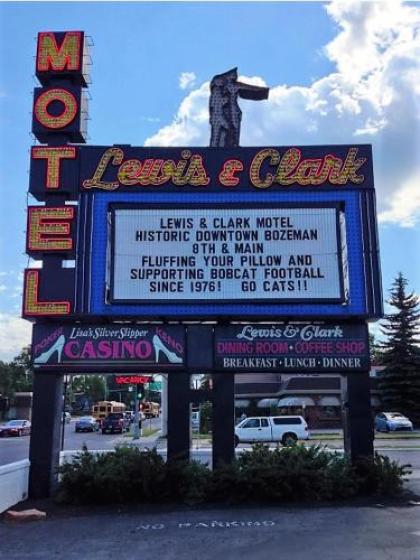 MOTEL
Lewis & Clark
LEWIS & CLARK MOTEL
HISTORIC DOWNTOWN BOZEMAN
8TH & MAIN
FLUFFING YOUR PILLOW AND
SUPPORTING BOBCAT FOOTBALL
SINCE 1976! GO CATS!!
Lisa's Silver Slipper
POKER CASINO KENO
Lewis & Clark
DINING ROOM • COFFEE SHOP
BREAKFAST • LUNCH • DINNER
VACANCY
NO PARKING